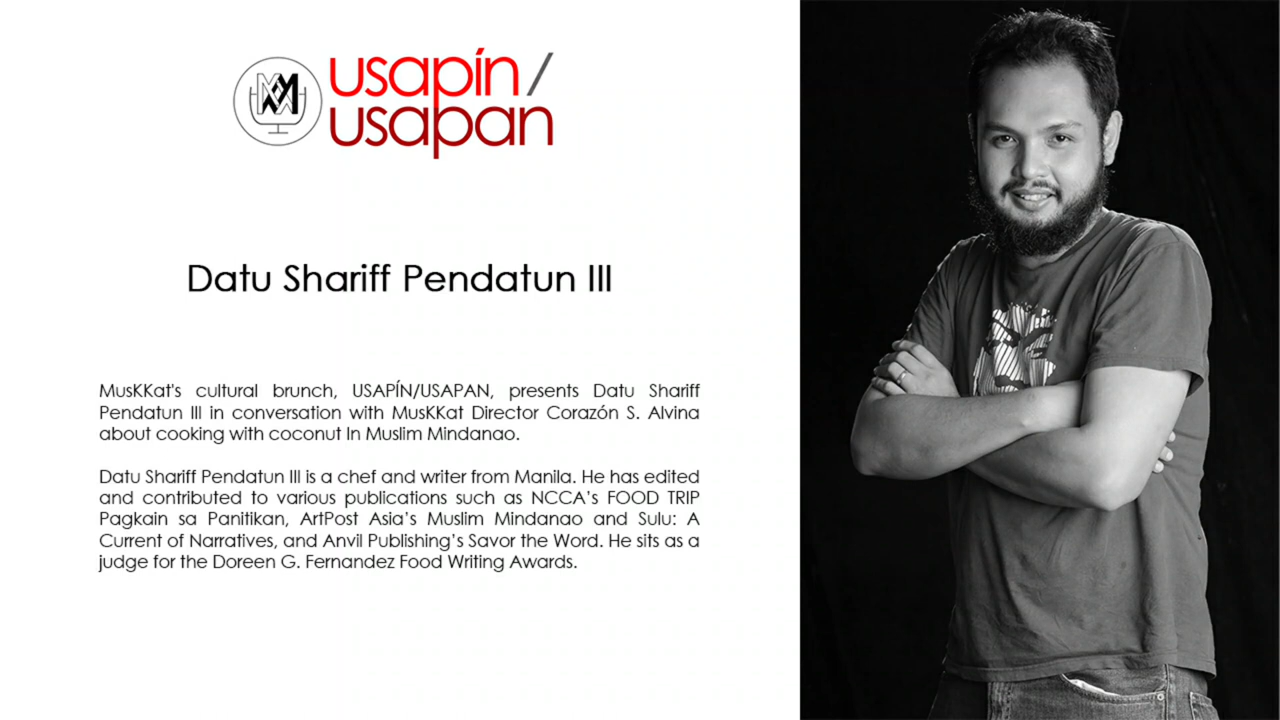 usapín/
usapan
Datu Shariff Pendatun III
MusKKat's cultural brunch, USAPÍN/USAPAN, presents Datu Shariff
Pendatun III in conversation with MusKKat Director Corazón S. Alvina
about cooking with coconut In Muslim Mindanao.
Datu Shariff Pendatun III is a chef and writer from Manila. He has edited
and contributed to various publications such as NCCA's FOOD TRIP
Pagkain sa Panitikan, ArtPost Asia's Muslim Mindanao and Sulu: A
Current of Narratives, and Anvil Publishing's Savor the Word. He sits as a
judge for the Doreen G. Fernandez Food Writing Awards.